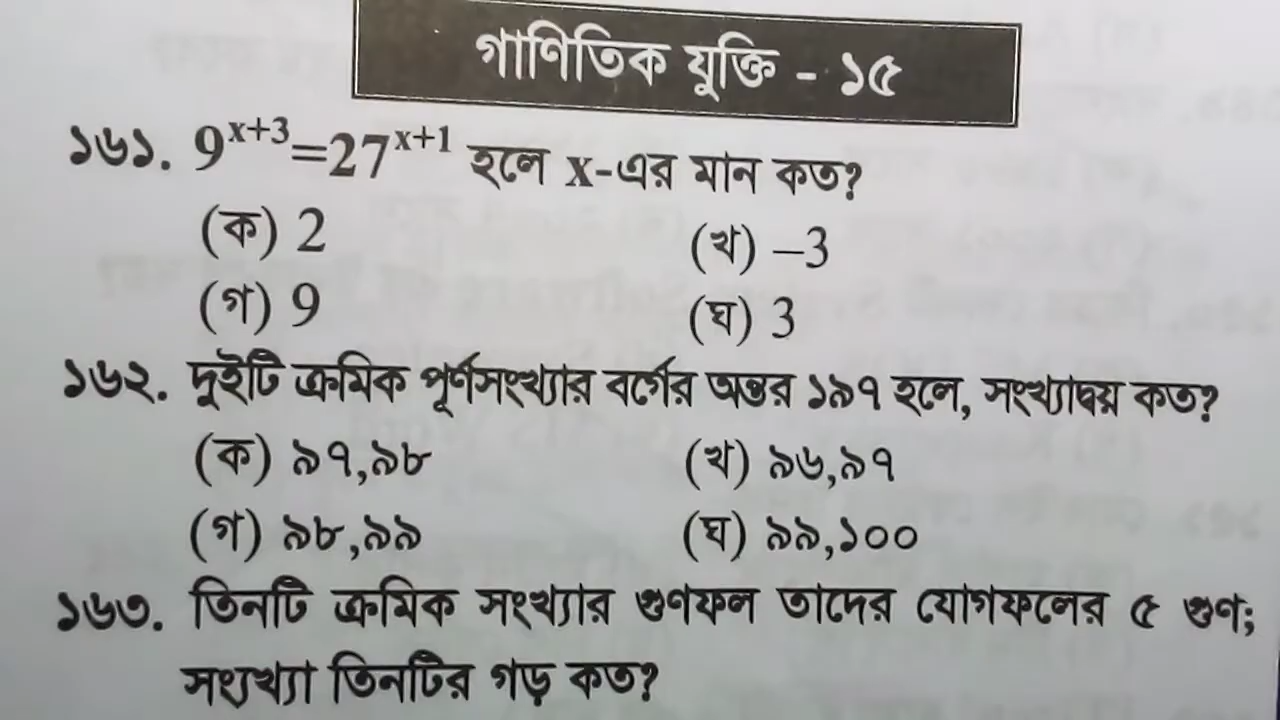 গাণিতিক যুক্তি - ১৫
১৬১. 9^{x+3}=27^{x+1} হলে x-এর মান কত?
(ক) 2 (খ) –3
(গ) 9 (ঘ) 3
১৬২. দুইটি ক্রমিক পূর্ণসংখ্যার বর্গের অন্তর ১৯৭ হলে, সংখ্যাদ্বয় কত?
(ক) ৯৭,৯৮ (খ) ৯৬,৯৭
(গ) ৯৮,৯৯ (ঘ) ৯৯,১০০
১৬৩. তিনটি ক্রমিক সংখ্যার গুণফল তাদের যোগফলের ৫ গুণ;
সংখ্যখ্যা তিনটির গড় কত?